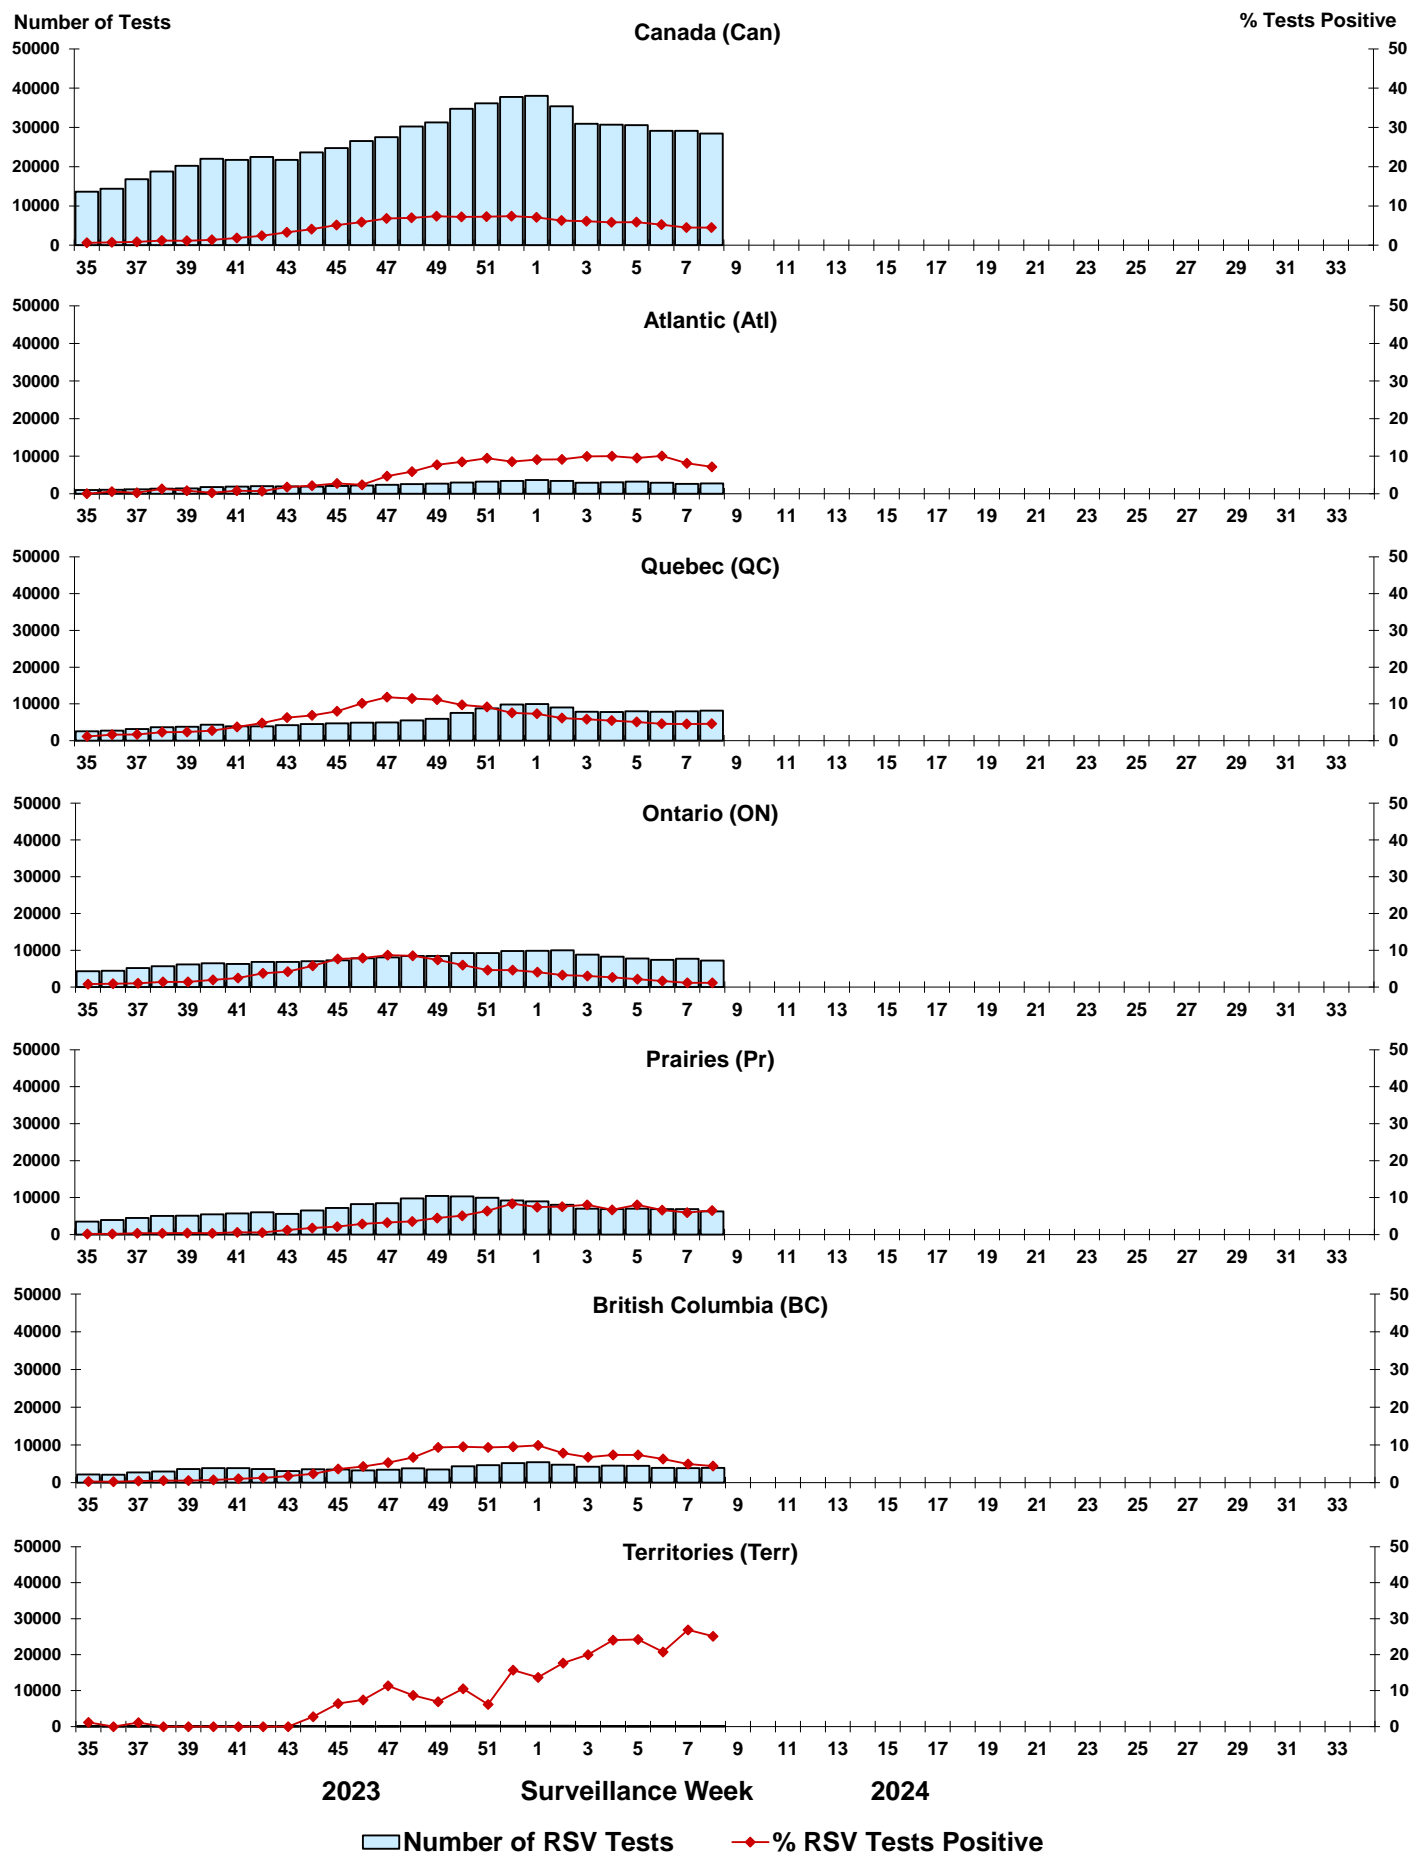 Number of Tests
% Tests Positive
Canada (Can)
50000 50
40000 40
30000 30
20000 20
10000 10
0 0
35 37 39 41 43 45 47 49 51 1 3 5 7 9 11 13 15 17 19 21 23 25 27 29 31 33
Atlantic (Atl)
50000 50
40000 40
30000 30
20000 20
10000 10
0 0
35 37 39 41 43 45 47 49 51 1 3 5 7 9 11 13 15 17 19 21 23 25 27 29 31 33
Quebec (QC)
50000 50
40000 40
30000 30
20000 20
10000 10
0 0
35 37 39 41 43 45 47 49 51 1 3 5 7 9 11 13 15 17 19 21 23 25 27 29 31 33
Ontario (ON)
50000 50
40000 40
30000 30
20000 20
10000 10
0 0
35 37 39 41 43 45 47 49 51 1 3 5 7 9 11 13 15 17 19 21 23 25 27 29 31 33
Prairies (Pr)
50000 50
40000 40
30000 30
20000 20
10000 10
0 0
35 37 39 41 43 45 47 49 51 1 3 5 7 9 11 13 15 17 19 21 23 25 27 29 31 33
British Columbia (BC)
50000 50
40000 40
30000 30
20000 20
10000 10
0 0
35 37 39 41 43 45 47 49 51 1 3 5 7 9 11 13 15 17 19 21 23 25 27 29 31 33
Territories (Terr)
50000 50
40000 40
30000 30
20000 20
10000 10
0 0
35 37 39 41 43 45 47 49 51 1 3 5 7 9 11 13 15 17 19 21 23 25 27 29 31 33
2023 Surveillance Week 2024
Number of RSV Tests % RSV Tests Positive